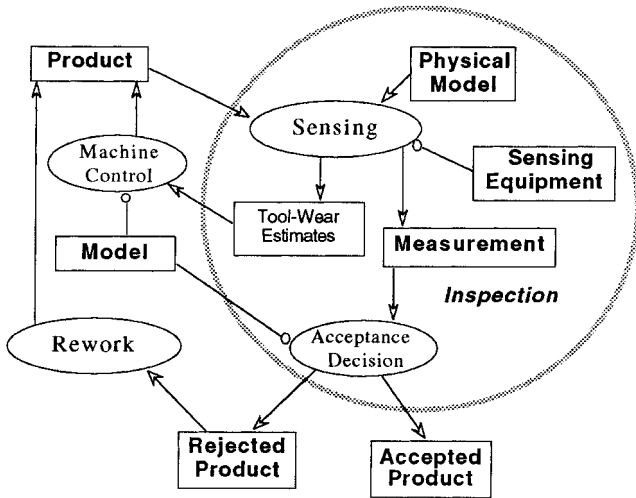 Product
Physical
Model
Sensing
Machine
Control
Sensing
Equipment
Tool-Wear
Estimates
Model
Measurement
Inspection
Rework
Acceptance
Decision
Rejected
Product
Accepted
Product